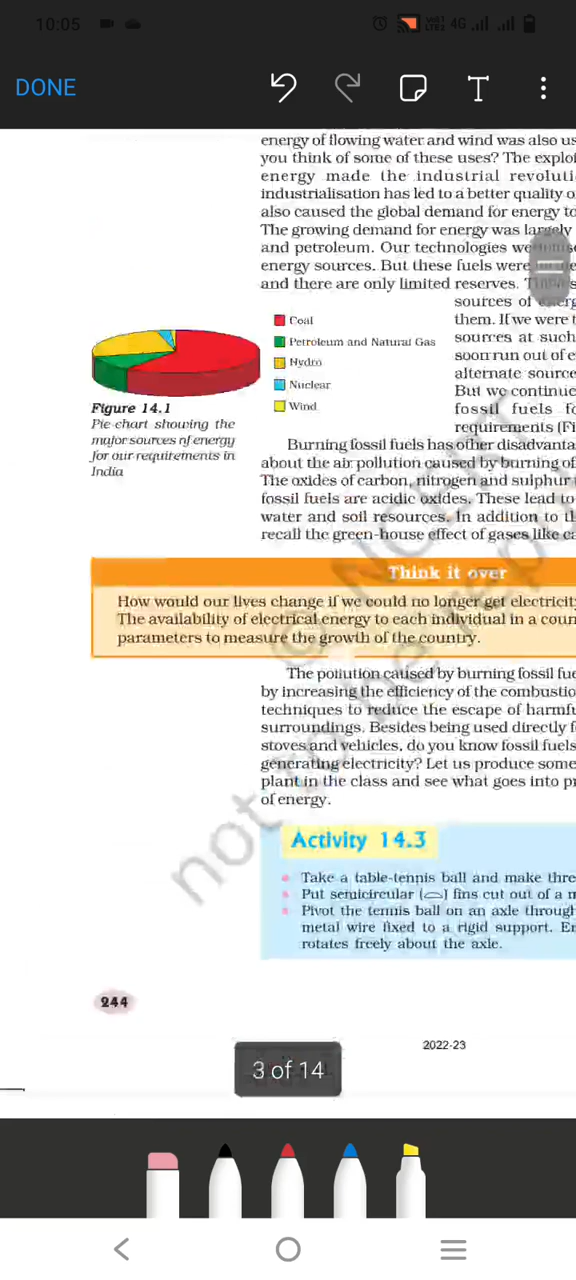 10:05
4G
DONE
T
energy of flowing water and wind was also us
you think of some of these uses? The exploi
energy made the industrial revoluti
industrialisation has led to a better quality o
also caused the global demand for energy to
The growing demand for energy was largely
and petroleum. Our technologies we
energy sources. But these fuels were
and there are only limited reserves.
sources of energ
them. If we were t
sources at such
soon run out of e
alternate source
But we continue
fossil fuels fo
requirements (Fi
Coal
Petroleum and Natural Gas
Hydro
Nuclear
Wind
Figure 14.1
Pie-chart showing the
major sources of energy
for our requirements in
India
Burning fossil fuels has other disadvanta
about the air pollution caused by burning of
The oxides of carbon, nitrogen and sulphur
fossil fuels are acidic oxides. These lead to
water and soil resources. In addition to th
recall the green-house effect of gases like ca
Think it over
How would our lives change if we could no longer get electricit
The availability of electrical energy to each individual in a coun
parameters to measure the growth of the country.
The pollution caused by burning fossil fue
by increasing the efficiency of the combustio
techniques to reduce the escape of harmfu
surroundings. Besides being used directly f
stoves and vehicles, do you know fossil fuels
generating electricity? Let us produce some
plant in the class and see what goes into pr
of energy.
Activity 14.3
Take a table-tennis ball and make thre
Put semicircular ( ) fins cut out of a m
Pivot the tennis ball on an axle through
metal wire fixed to a rigid support. En
rotates freely about the axle.
© NCERT
not to be repu
244
2022-23
3 of 14